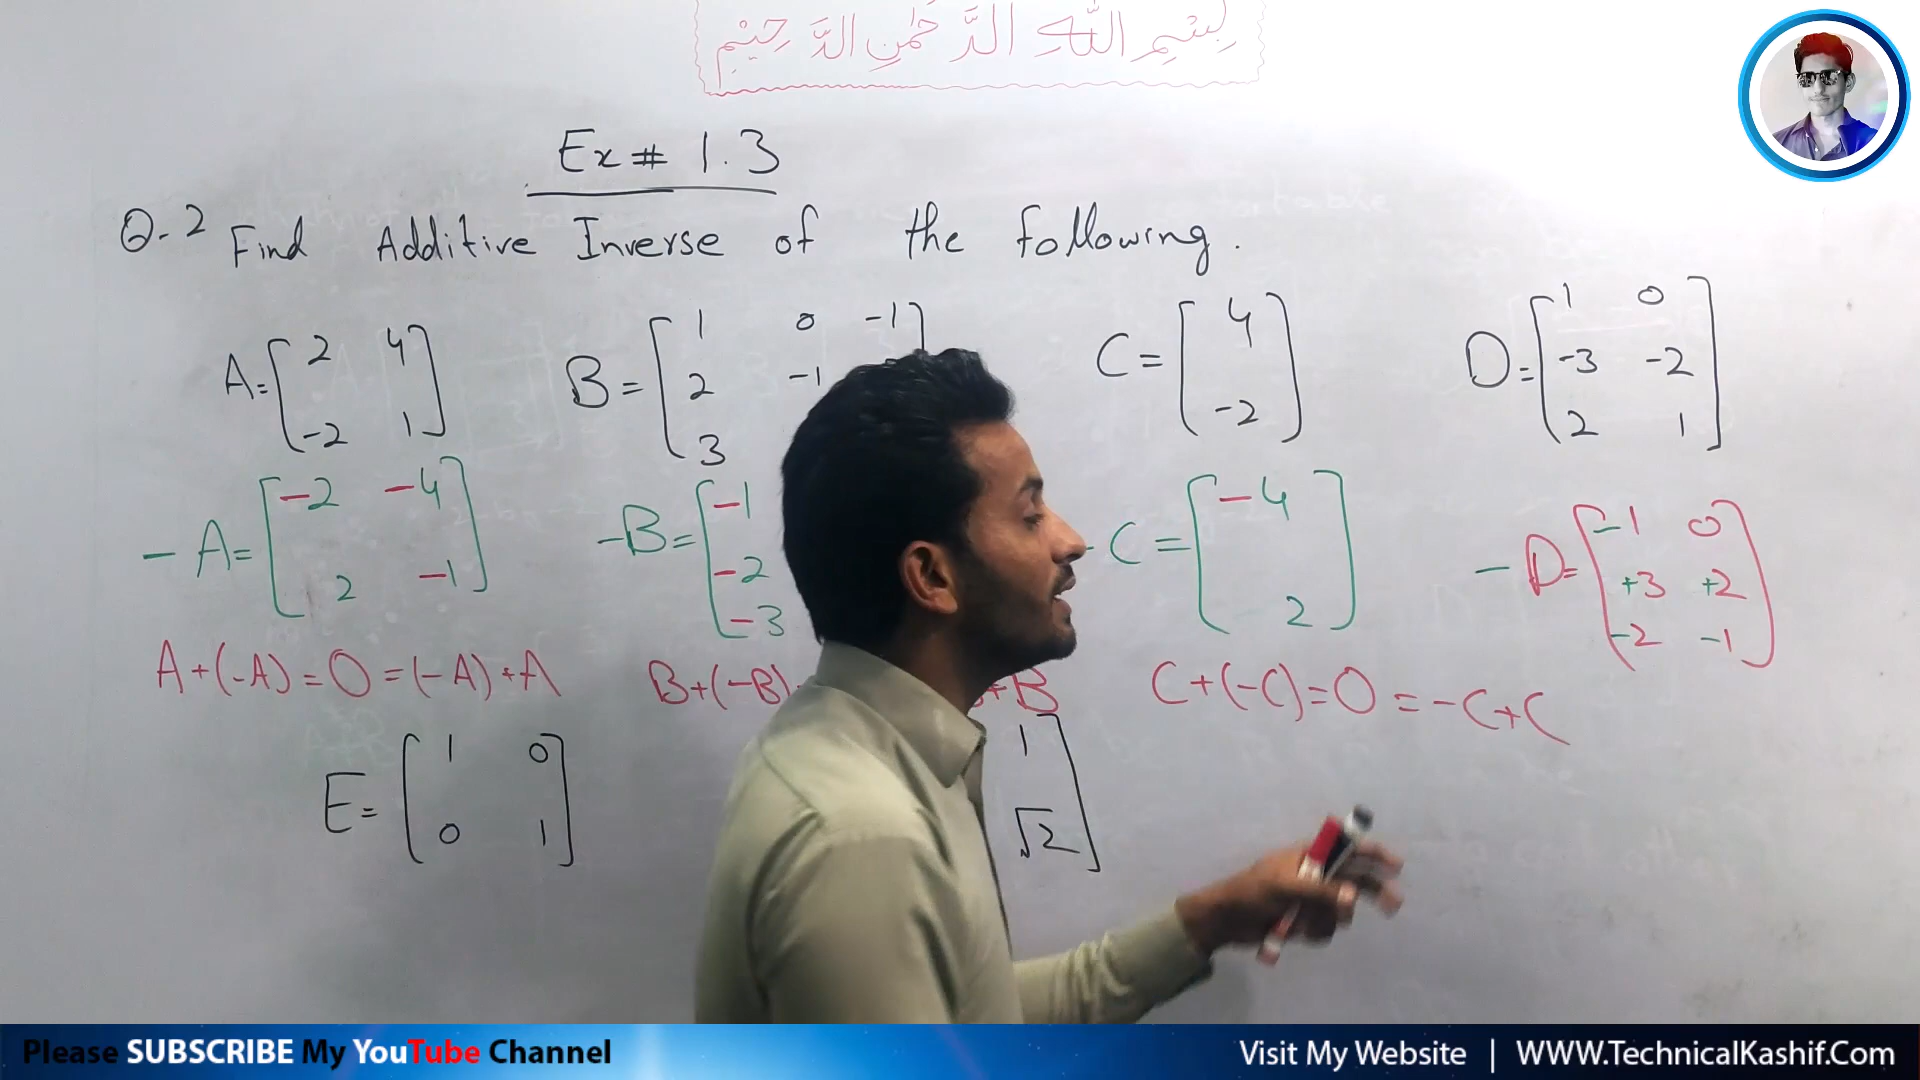 بِسْمِ اللّٰهِ الرَّحْمٰنِ الرَّحِيْمِ
Ex # 1.3
Q.2 Find Additive Inverse of the following.
A = [2 4; -2 1] B = [1 0 -1; 2 -1; 3 C = [4; -2] D = [1 0; -3 -2; 2 1]
-A = [-2 -4; 2 -1] -B = [-1; -2; -3 -C = [-4; 2] -D = [-1 0; +3 +2; -2 -1]
A+(-A) = O = (-A)+A B+(-B) +B C+(-C) = O = -C+C
E = [1 0; 0 1] 1; √2]
Please SUBSCRIBE My YouTube Channel
Visit My Website | WWW.TechnicalKashif.Com